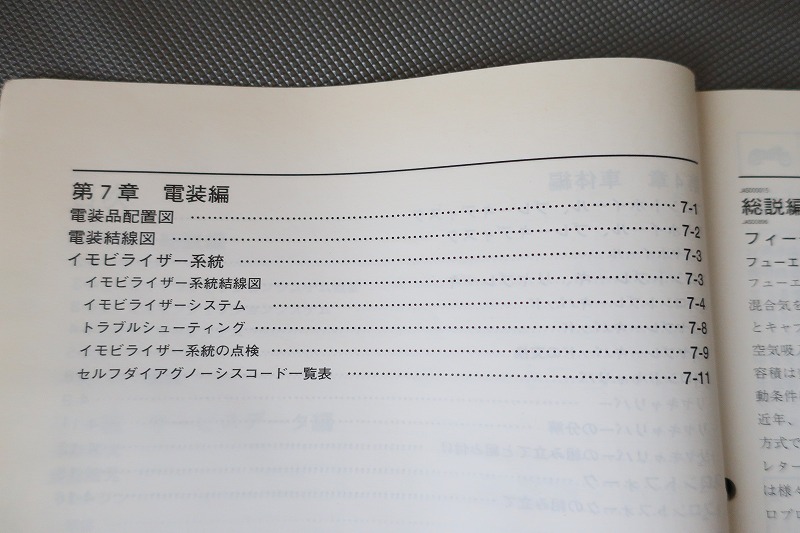 第7章 電装編
電装品配置図 7-1
電装結線図 7-2
イモビライザー系統 7-3
イモビライザー系統結線図 7-3
イモビライザーシステム 7-4
トラブルシューティング 7-8
イモビライザー系統の点検 7-9
セルフダイアグノーシスコード一覧表 7-11
総説編
フィー
フューエ
フューエ
混合気を
とキャブ
空気吸入
容積は
動条件
近年、
方式で
レター
は様々
ロプロ